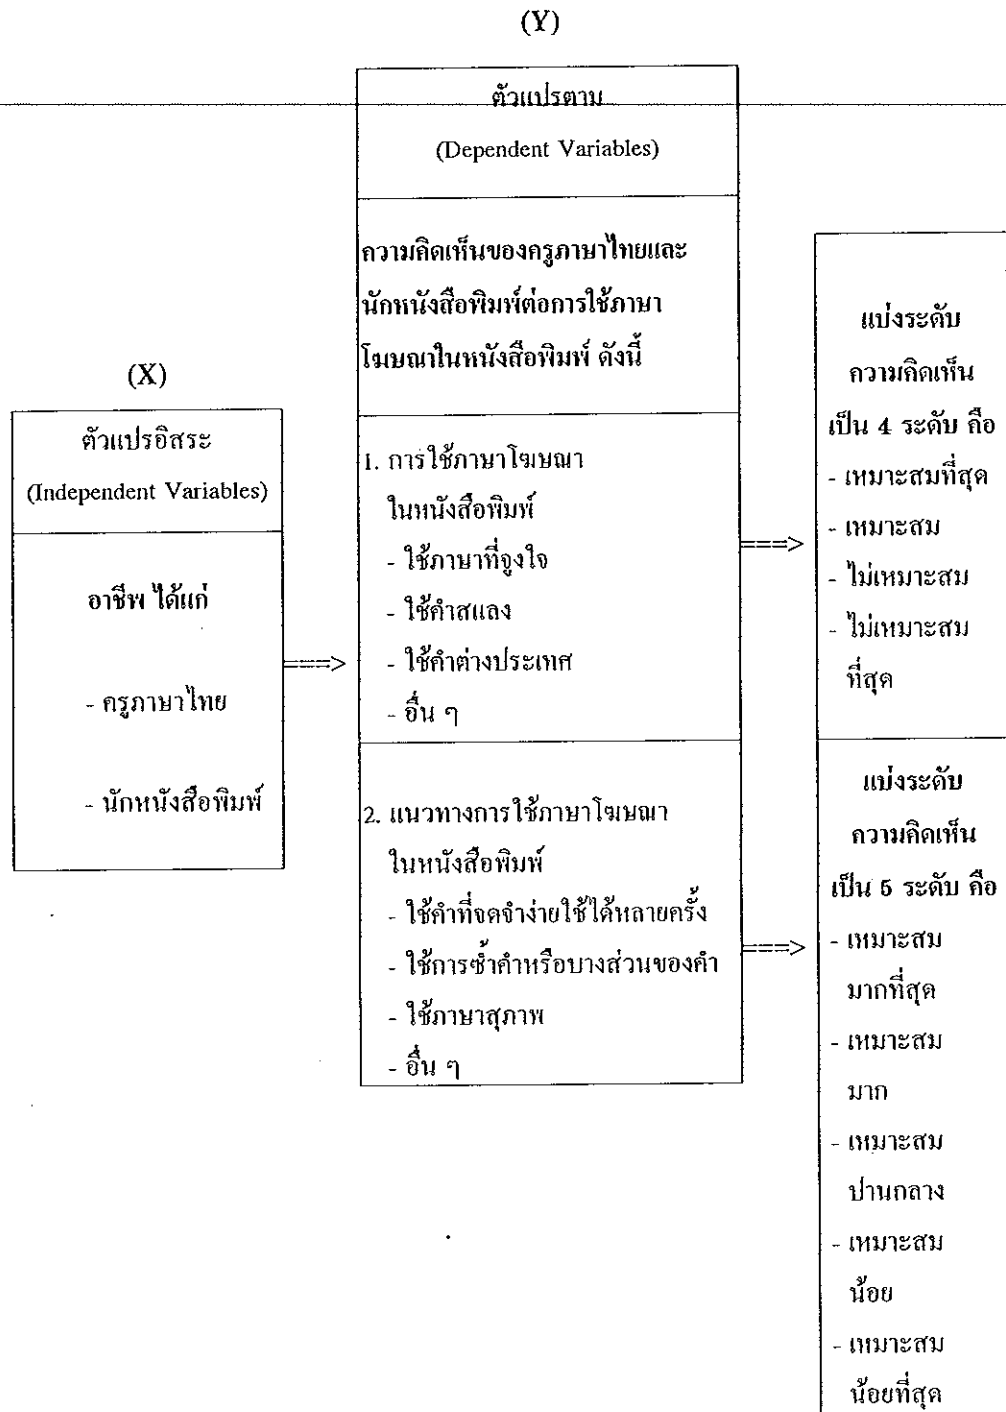 (Y)
ตัวแปรตาม
(Dependent Variables)
ความคิดเห็นของครูภาษาไทยและ
นักหนังสือพิมพ์ต่อการใช้ภาษา
โฆษณาในหนังสือพิมพ์ ดังนี้
(X)
ตัวแปรอิสระ
(Independent Variables)
อาชีพ ได้แก่
- ครูภาษาไทย
- นักหนังสือพิมพ์
1. การใช้ภาษาโฆษณา
ในหนังสือพิมพ์
- ใช้ภาษาที่จูงใจ
- ใช้คำสแลง
- ใช้คำต่างประเทศ
- อื่น ๆ
2. แนวทางการใช้ภาษาโฆษณา
ในหนังสือพิมพ์
- ใช้คำที่จดจำง่ายใช้ได้หลายครั้ง
- ใช้การซ้ำคำหรือบางส่วนของคำ
- ใช้ภาษาสุภาพ
- อื่น ๆ
แบ่งระดับ
ความคิดเห็น
เป็น 4 ระดับ คือ
- เหมาะสมที่สุด
- เหมาะสม
- ไม่เหมาะสม
- ไม่เหมาะสม
ที่สุด
แบ่งระดับ
ความคิดเห็น
เป็น 5 ระดับ คือ
- เหมาะสม
มากที่สุด
- เหมาะสม
มาก
- เหมาะสม
ปานกลาง
- เหมาะสม
น้อย
- เหมาะสม
น้อยที่สุด